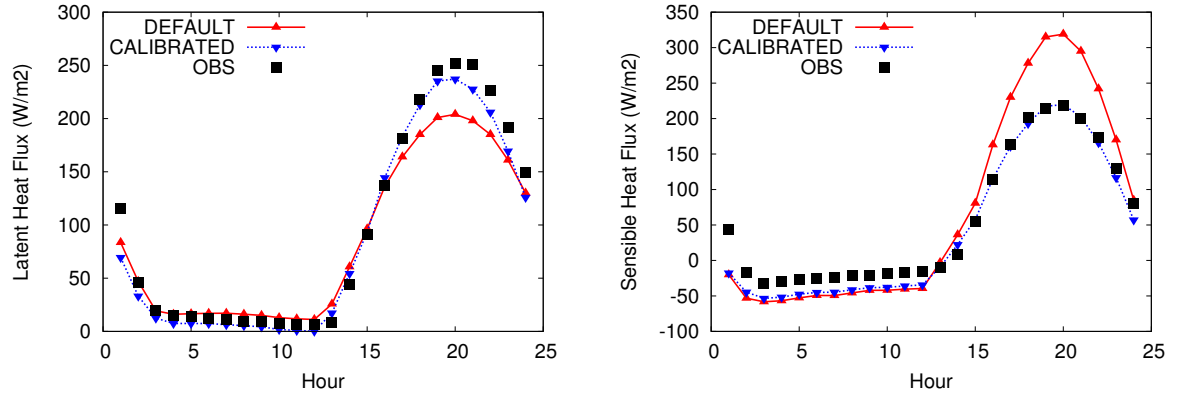 Latent Heat Flux (W/m2)
300
250
200
150
100
50
0
0 5 10 15 20 25
Hour
DEFAULT
CALIBRATED
OBS
Sensible Heat Flux (W/m2)
350
300
250
200
150
100
50
0
-50
-100
0 5 10 15 20 25
Hour
DEFAULT
CALIBRATED
OBS